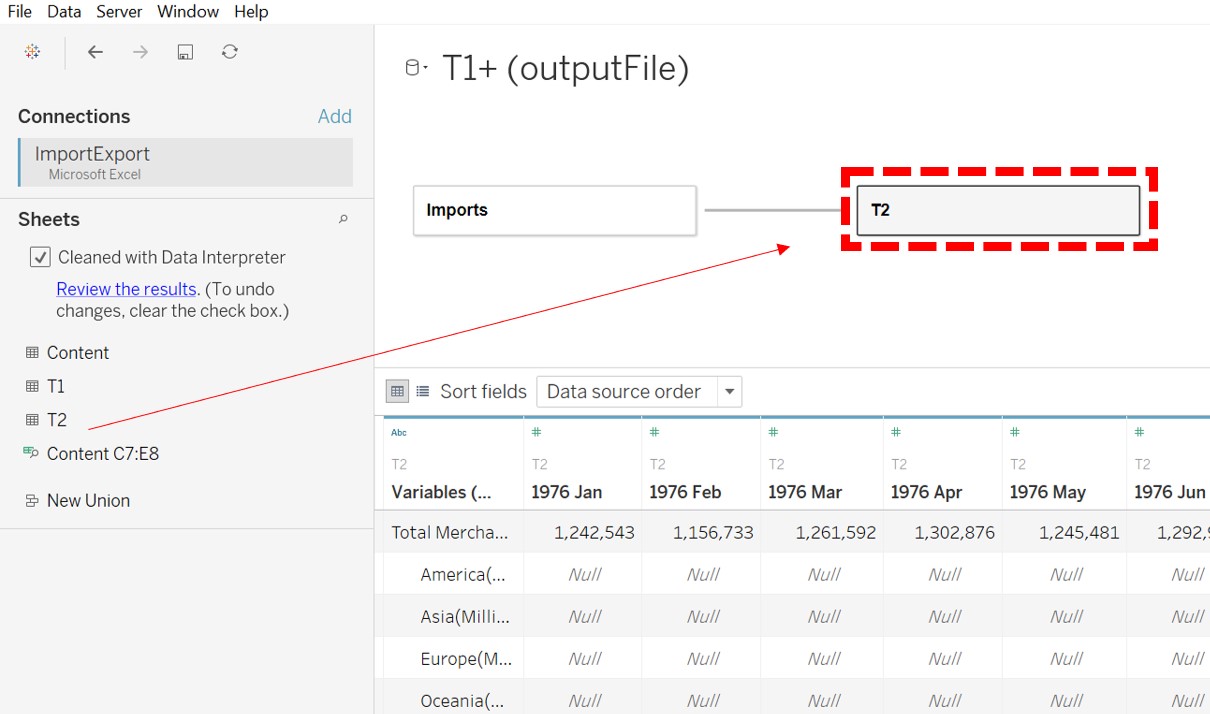 File Data Server Window Help
T1+ (outputFile)
Connections Add
ImportExport
Microsoft Excel
Imports
T2
Sheets
Cleaned with Data Interpreter
Review the results. (To undo
changes, clear the check box.)
Content
T1
T2
Content C7:E8
New Union
Sort fields Data source order
Abc # # # # # #
T2 T2 T2 T2 T2 T2 T2
Variables (... 1976 Jan 1976 Feb 1976 Mar 1976 Apr 1976 May 1976 Jun
Total Mercha... 1,242,543 1,156,733 1,261,592 1,302,876 1,245,481 1,292,9
America(... Null Null Null Null Null Null
Asia(Milli... Null Null Null Null Null Null
Europe(M... Null Null Null Null Null Null
Oceania(... Null Null Null Null Null Null